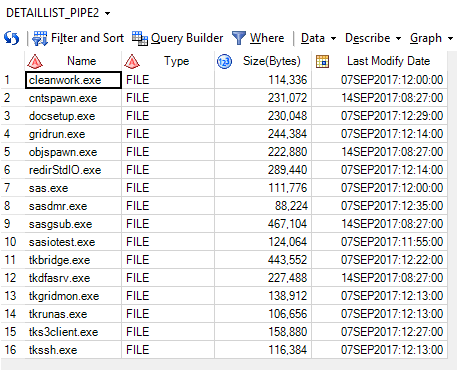 DETAILLIST_PIPE2
Filter and Sort Query Builder Where Data Describe Graph
Name Type Size(Bytes) Last Modify Date
1 cleanwork.exe FILE 114,336 07SEP2017:12:00:00
2 cntspawn.exe FILE 231,072 14SEP2017:08:27:00
3 docsetup.exe FILE 230,048 07SEP2017:12:29:00
4 gridrun.exe FILE 244,384 07SEP2017:12:14:00
5 objspawn.exe FILE 222,880 14SEP2017:08:27:00
6 redirStdIO.exe FILE 289,440 07SEP2017:12:14:00
7 sas.exe FILE 111,776 07SEP2017:12:00:00
8 sasdmr.exe FILE 88,224 07SEP2017:12:35:00
9 sasgsub.exe FILE 467,104 14SEP2017:08:27:00
10 sasiotest.exe FILE 124,064 07SEP2017:11:55:00
11 tkbridge.exe FILE 443,552 07SEP2017:12:22:00
12 tkdfasrv.exe FILE 227,488 14SEP2017:08:27:00
13 tkgridmon.exe FILE 138,912 07SEP2017:12:13:00
14 tkrunas.exe FILE 106,656 07SEP2017:12:13:00
15 tks3client.exe FILE 158,880 07SEP2017:12:27:00
16 tkssh.exe FILE 116,384 07SEP2017:12:13:00